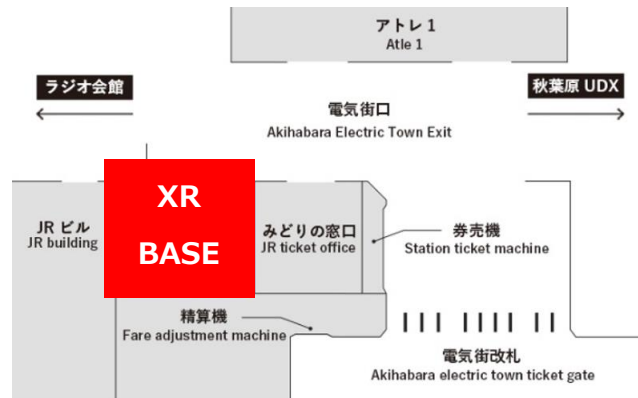 アトレ 1
Atle 1
ラジオ会館
秋葉原 UDX
電気街口
Akihabara Electric Town Exit
XR
BASE
JR ビル
JR building
みどりの窓口
JR ticket office
券売機
Station ticket machine
精算機
Fare adjustment machine
電気街改札
Akihabara electric town ticket gate